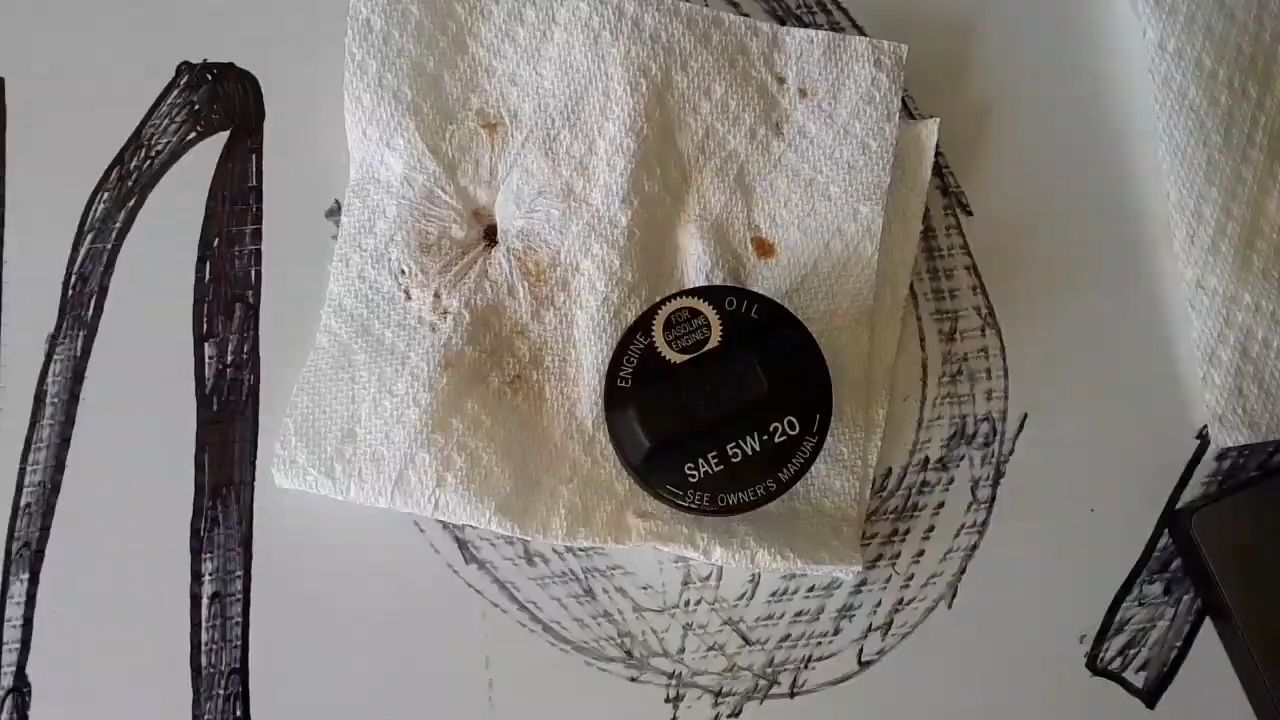 ENGINE OIL
FOR
GASOLINE
ENGINES
SAE 5W-20
— SEE OWNER'S MANUAL —